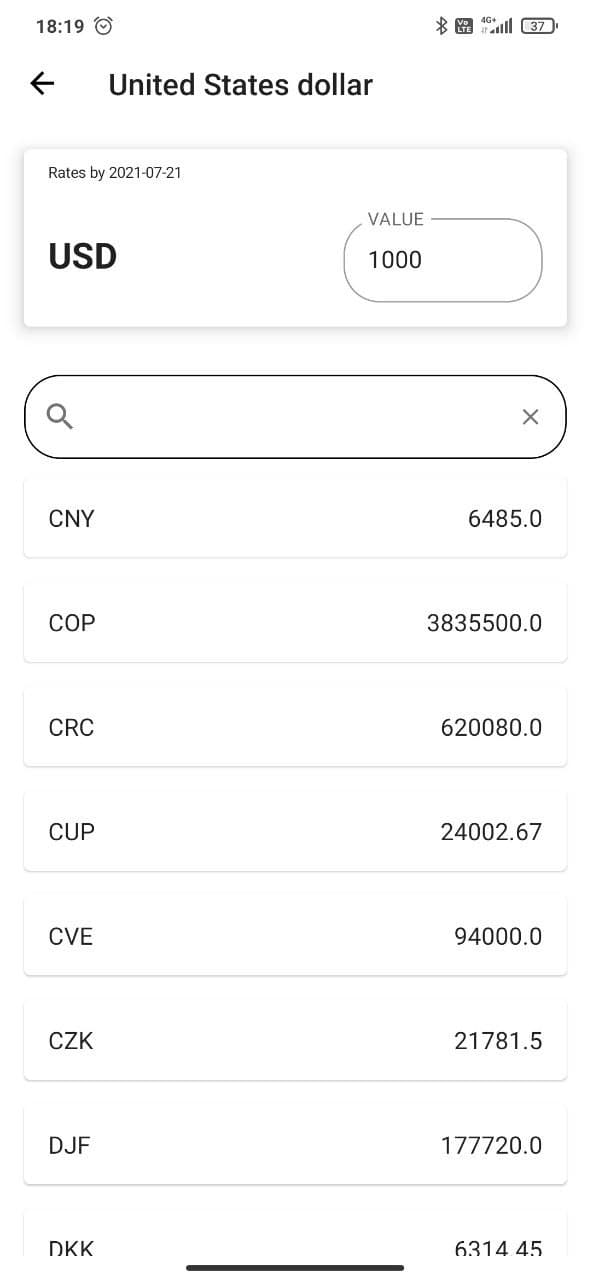 18:19 Vo LTE 4G+ 37
United States dollar
Rates by 2021-07-21
VALUE
USD 1000
CNY 6485.0
COP 3835500.0
CRC 620080.0
CUP 24002.67
CVE 94000.0
CZK 21781.5
DJF 177720.0
DKK 6314.45